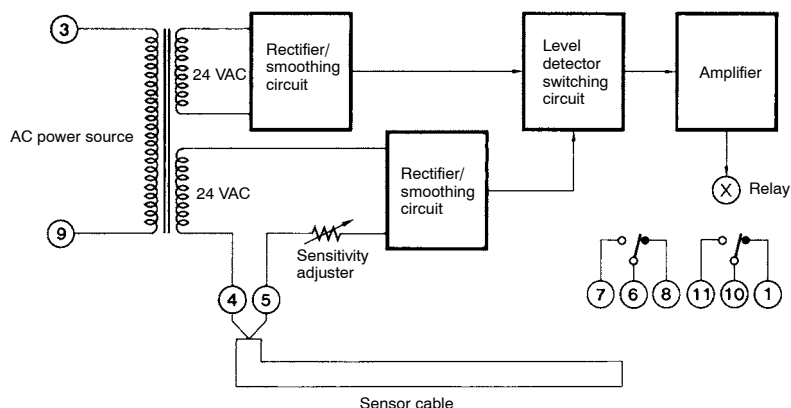 3
Rectifier/
smoothing
circuit
24 VAC
Level
detector
switching
circuit
Amplifier
AC power source
Rectifier/
smoothing
circuit
24 VAC
X
Relay
9
Sensitivity
adjuster
4
5
7
6
8
11
10
1
Sensor cable